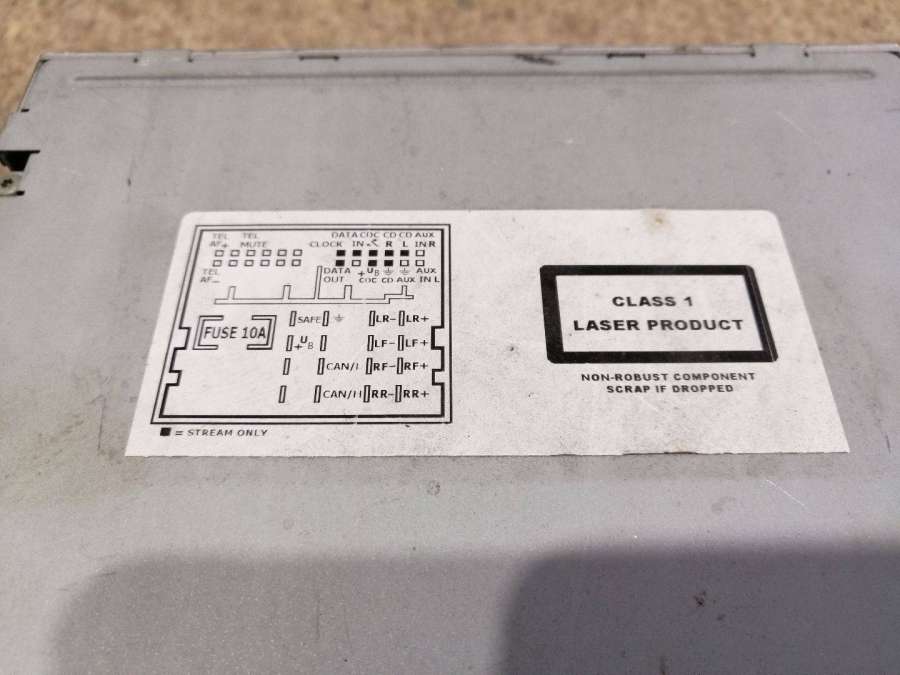 TEL TEL DATA CDC CD CD AUX
AF+ MUTE CLOCK IN R L IN R
TEL DATA +UB AUX
AF- OUT CDC CD AUX IN L
FUSE 10A SAFE LR- LR+
+UB LF- LF+
CAN/L RF- RF+
CAN/H RR- RR+
■ = STREAM ONLY
CLASS 1
LASER PRODUCT
NON-ROBUST COMPONENT
SCRAP IF DROPPED